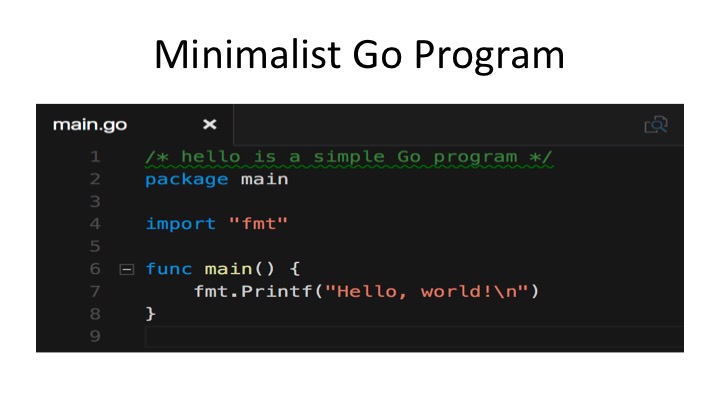 Minimalist Go Program
main.go ×
1 /* hello is a simple Go program */
2 package main
3
4 import "fmt"
5
6 func main() {
7     fmt.Printf("Hello, world!\n")
8 }
9